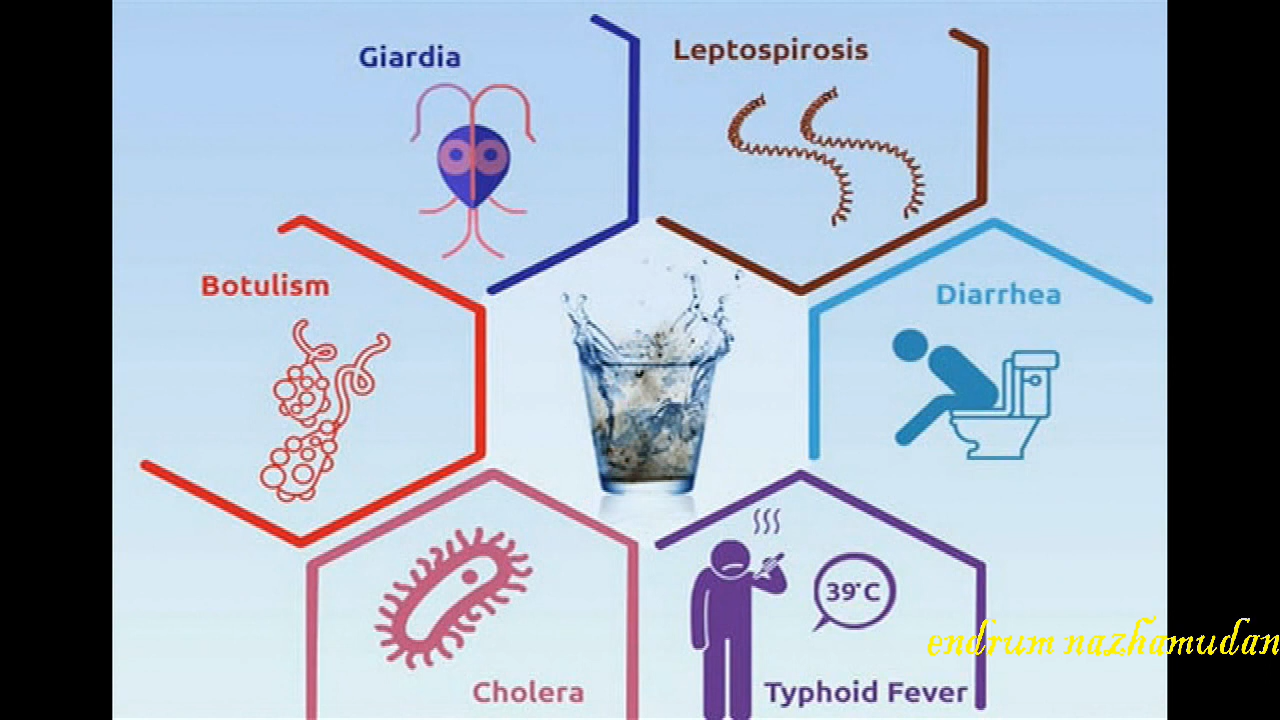 Giardia
Leptospirosis
Botulism
Diarrhea
39°C
Cholera
Typhoid Fever
endrum nazhamudan